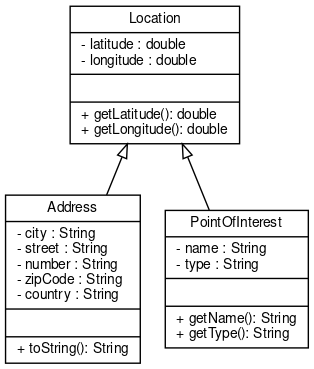 Location
- latitude : double
- longitude : double
+ getLatitude(): double
+ getLongitude(): double
Address
- city : String
- street : String
- number : String
- zipCode : String
- country : String
+ toString(): String
PointOfInterest
- name : String
- type : String
+ getName(): String
+ getType(): String